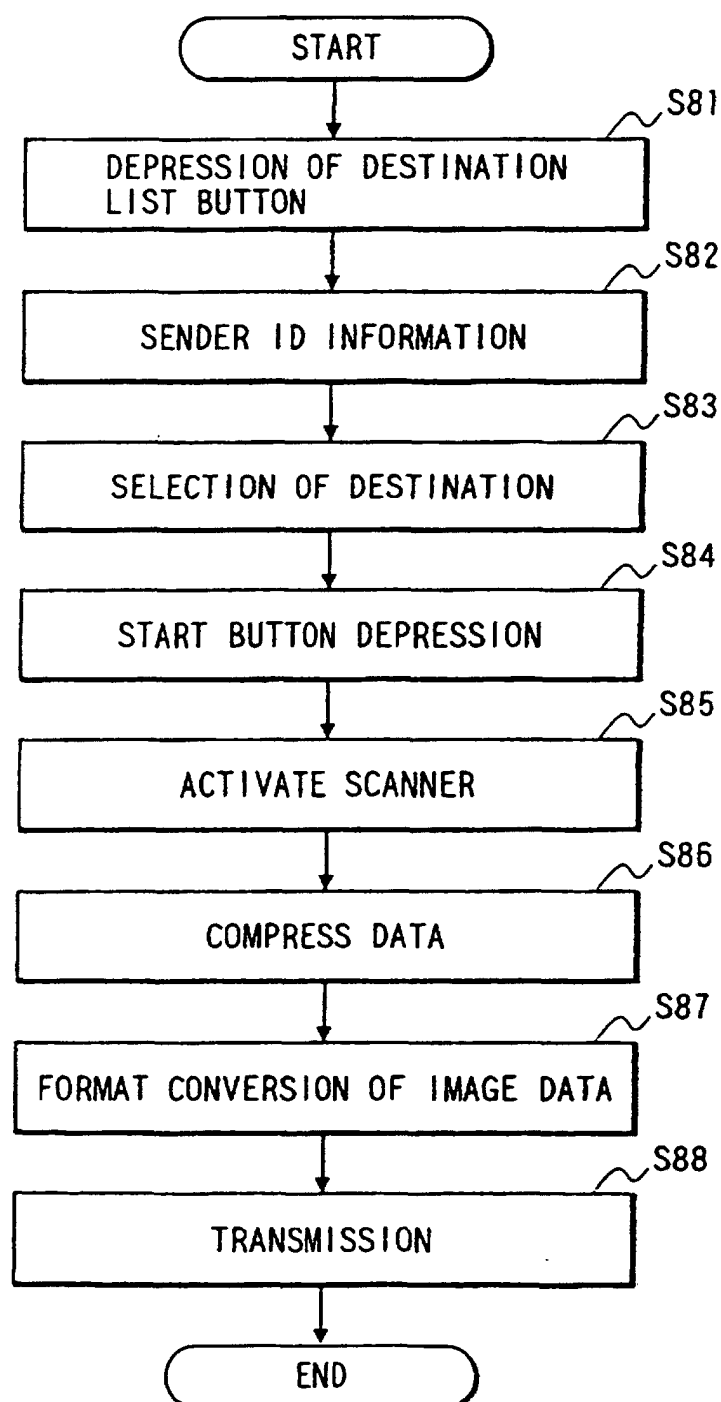 START
S81
DEPRESSION OF DESTINATION
LIST BUTTON
S82
SENDER ID INFORMATION
S83
SELECTION OF DESTINATION
S84
START BUTTON DEPRESSION
S85
ACTIVATE SCANNER
S86
COMPRESS DATA
S87
FORMAT CONVERSION OF IMAGE DATA
S88
TRANSMISSION
END